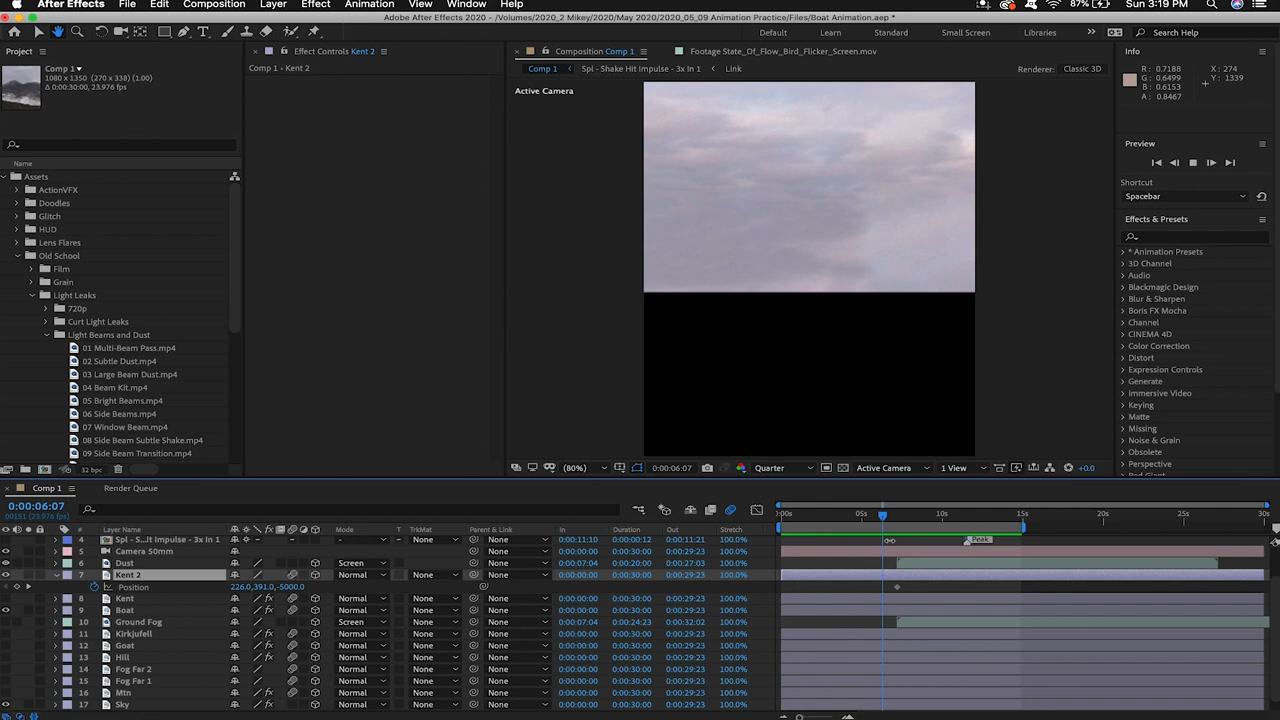 After Effects File Edit Composition Layer Effect Animation View Window Help 87% Sun 3:19 PM
Adobe After Effects 2020 - /Volumes/2020_2 Mikey/2020/May 2020/2020_05_09 Animation Practice/Files/Boat Animation.aep *
Default Learn Standard Small Screen Libraries Search Help
Project
Effect Controls Kent 2
Composition Comp 1
Footage State_Of_Flow_Bird_Flicker_Screen.mov
Info
Comp 1 - Kent 2
Comp 1 Spl - Shake Hit Impulse - 3x In 1 Link
Renderer: Classic 3D
Comp 1
1080 x 1350 (270 x 338) (1.00)
Δ 0:00:30:00, 23.976 fps
Active Camera
R: 0.7188
G: 0.6499
B: 0.6153
A: 0.8467
X: 274
Y: 1339
Preview
Shortcut
Spacebar
Effects & Presets
* Animation Presets
3D Channel
Audio
Blackmagic Design
Blur & Sharpen
Boris FX Mocha
Channel
CINEMA 4D
Color Correction
Distort
Expression Controls
Generate
Immersive Video
Keying
Matte
Missing
Noise & Grain
Obsolete
Perspective
Name
Assets
ActionVFX
Doodles
Glitch
HUD
Lens Flares
Old School
Film
Grain
Light Leaks
720p
Curt Light Leaks
Light Beams and Dust
01 Multi-Beam Pass.mp4
02 Subtle Dust.mp4
03 Large Beam Dust.mp4
04 Beam Kit.mp4
05 Bright Beams.mp4
06 Side Beams.mp4
07 Window Beam.mp4
08 Side Beam Subtle Shake.mp4
09 Side Beam Transition.mp4
32 bpc
(80%) 0:00:06:07 Quarter Active Camera 1 View +0.0
Comp 1 Render Queue
0:00:06:07
00151 (23.976 fps)
:00s 05s 10s 15s 20s 25s 30s
# Layer Name Mode T TrkMat Parent & Link In Duration Out Stretch
4 Spl - S...it Impulse - 3x In 1 - None 0:00:11:10 0:00:00:12 0:00:11:21 100.0% Peak
5 Camera 50mm None 0:00:00:00 0:00:30:00 0:00:29:23 100.0%
6 Dust Screen None 0:00:07:04 0:00:20:00 0:00:27:03 100.0%
7 Kent 2 Normal None None 0:00:00:00 0:00:30:00 0:00:29:23 100.0%
Position 226.0,391.0,-5000.0
8 Kent Normal None None 0:00:00:00 0:00:30:00 0:00:29:23 100.0%
9 Boat Normal None None 0:00:00:00 0:00:30:00 0:00:29:23 100.0%
10 Ground Fog Screen None None 0:00:07:04 0:00:24:23 0:00:32:02 100.0%
11 Kirkjufell Normal None None 0:00:00:00 0:00:30:00 0:00:29:23 100.0%
12 Goat Normal None None 0:00:00:00 0:00:30:00 0:00:29:23 100.0%
13 Hill Normal None None 0:00:00:00 0:00:30:00 0:00:29:23 100.0%
14 Fog Far 2 Normal None None 0:00:00:00 0:00:30:00 0:00:29:23 100.0%
15 Fog Far 1 Normal None None 0:00:00:00 0:00:30:00 0:00:29:23 100.0%
16 Mtn Normal None None 0:00:00:00 0:00:30:00 0:00:29:23 100.0%
17 Sky Normal None None 0:00:00:00 0:00:30:00 0:00:29:23 100.0%